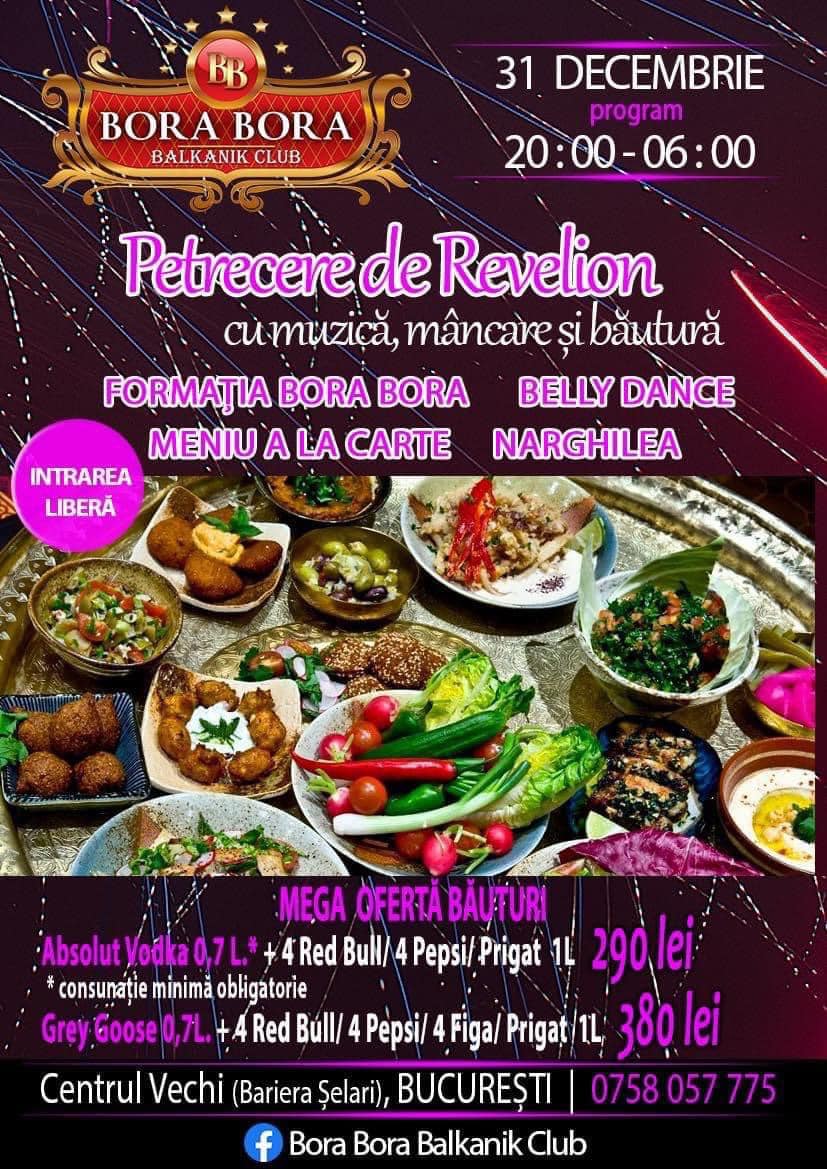 BB
BORA BORA
BALKANIK CLUB
31 DECEMBRIE
program
20:00-06:00
Petrecere de Revelion
cu muzică, mâncare și băutură
FORMAŢIA BORA BORA BELLY DANCE
MENIU A LA CARTE NARGHILEA
INTRAREA
LIBERĂ
MEGA OFERTĂ BĂUTURI
Absolut Vodka 0,7 L.* + 4 Red Bull/ 4 Pepsi/ Prigat 1L 290 lei
* consunație minimă obligatorie
Grey Goose 0,7L. + 4 Red Bull/ 4 Pepsi/ 4 Figa/ Prigat /1L 380 lei
Centrul Vechi (Bariera Șelari), BUCUREȘTI | 0758 057 775
f Bora Bora Balkanik Club